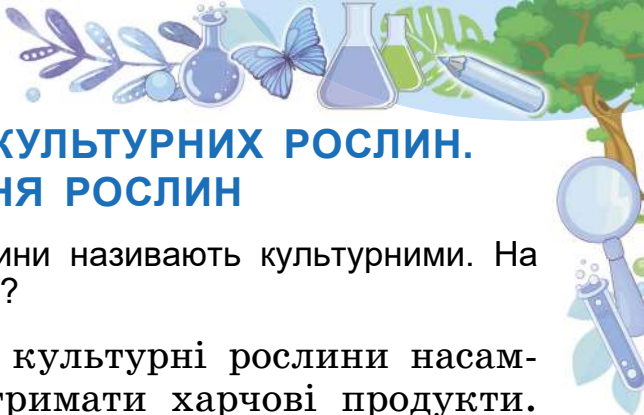 КУЛЬТУРНИХ РОСЛИН.
НЯ РОСЛИН
ини називають культурними. На
?
культурні рослини насам-
тримати харчові продукти.